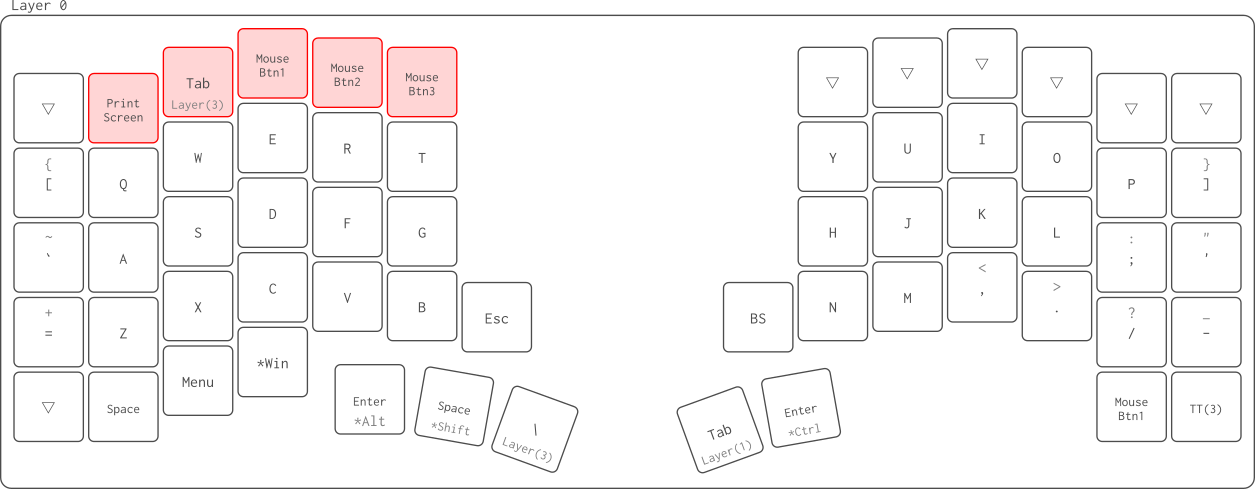 Layer 0
▽
Print
Screen
Tab
Layer(3)
Mouse
Btn1
Mouse
Btn2
Mouse
Btn3
▽
▽
▽
▽
▽
▽
{
[
Q
W
E
R
T
Y
U
I
O
P
}
]
~
`
A
S
D
F
G
H
J
K
L
:
;
"
'
+
=
Z
X
C
V
B
Esc
BS
N
M
<
,
>
.
?
/
_
-
▽
Space
Menu
*Win
Enter
*Alt
Space
*Shift
\
Layer(3)
Tab
Layer(1)
Enter
*Ctrl
Mouse
Btn1
TT(3)